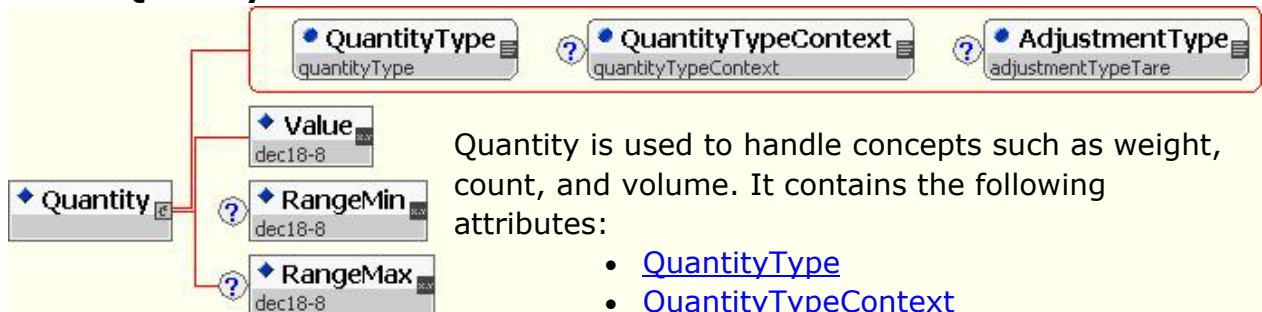 QuantityType
quantityType
?
QuantityTypeContext
quantityTypeContext
?
AdjustmentType
adjustmentTypeTare
Value
dec18-8
Quantity
?
RangeMin
dec18-8
?
RangeMax
dec18-8
Quantity is used to handle concepts such as weight,
count, and volume. It contains the following
attributes:
• QuantityType
• QuantityTypeContext